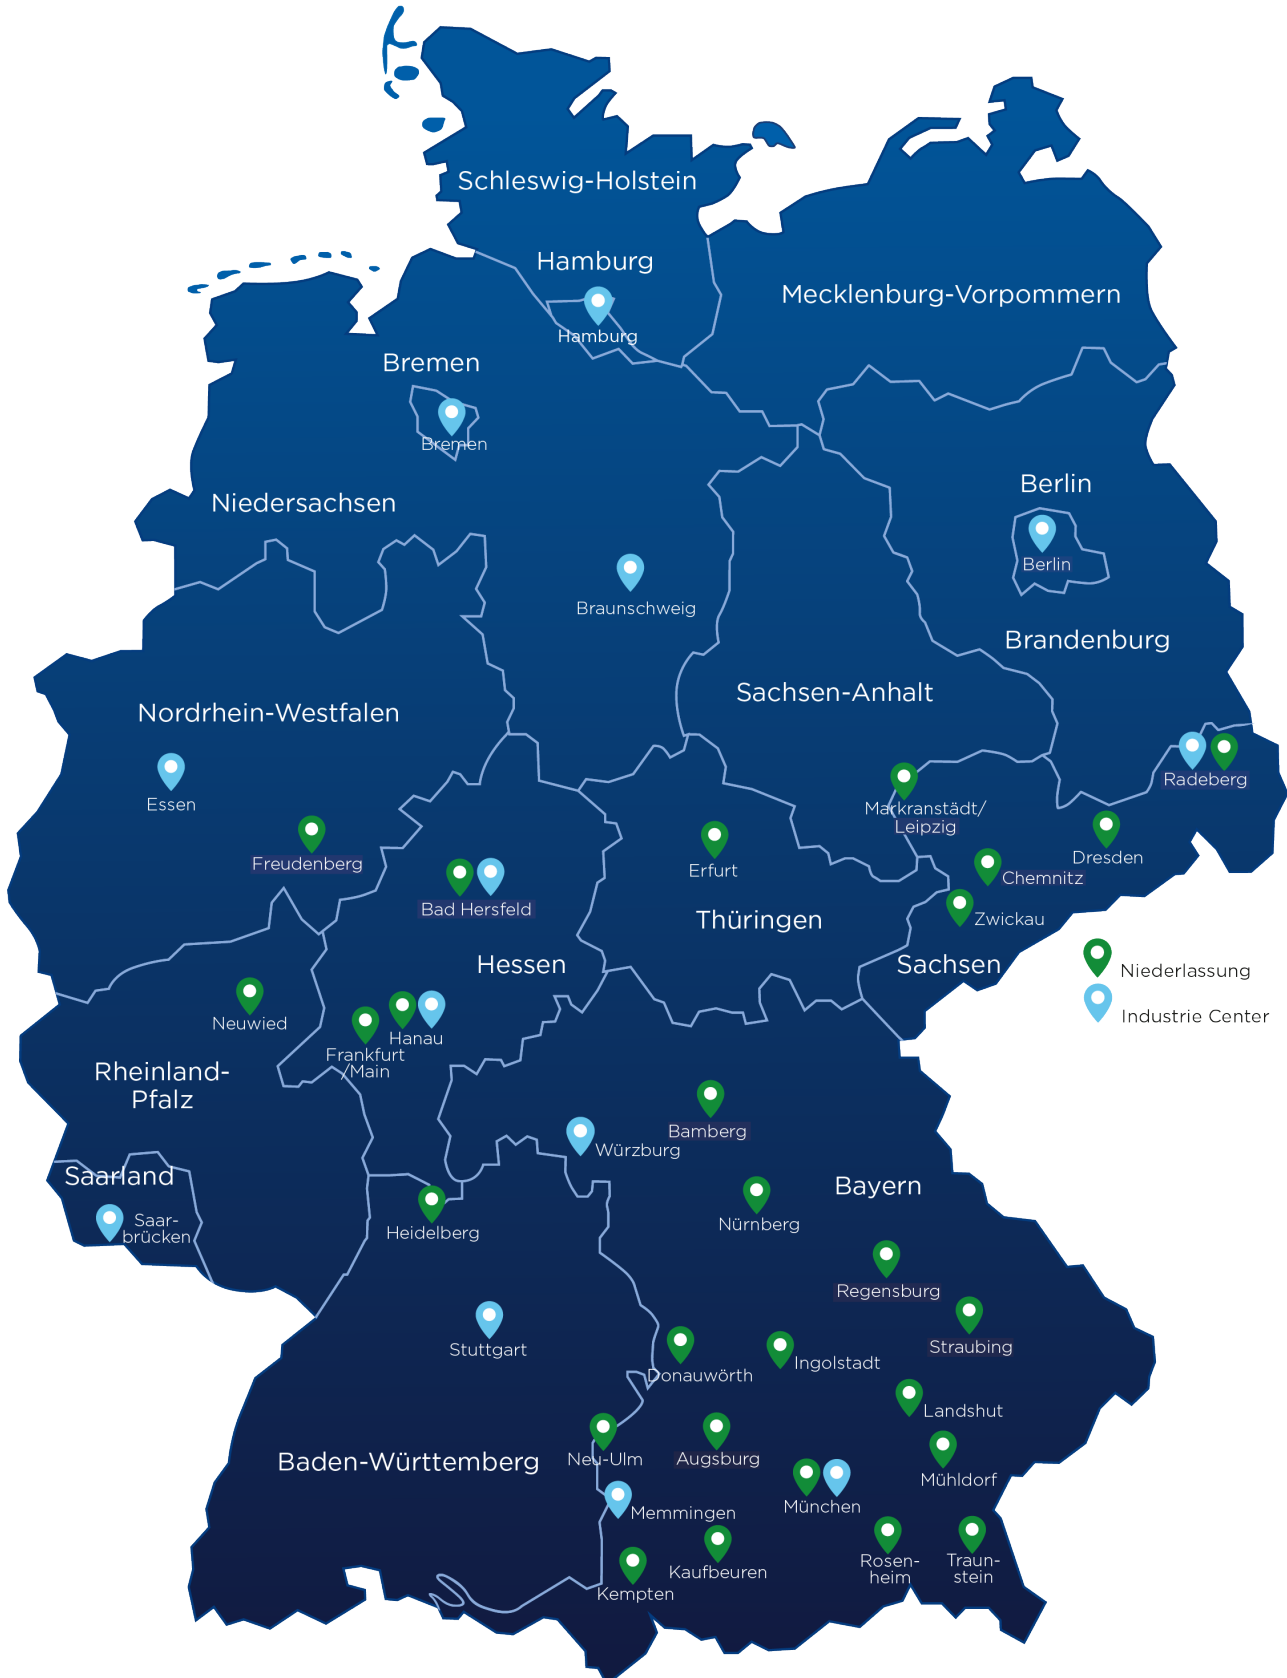 Schleswig-Holstein
Hamburg
Mecklenburg-Vorpommern
Hamburg
Bremen
Bremen
Berlin
Niedersachsen
Berlin
Braunschweig
Brandenburg
Sachsen-Anhalt
Nordrhein-Westfalen
Radeberg
Essen
Markranstädt/
Leipzig
Freudenberg
Dresden
Erfurt
Chemnitz
Bad Hersfeld
Zwickau
Thüringen
Hessen
Sachsen
Niederlassung
Neuwied
Industrie Center
Hanau
Frankfurt
/Main
Rheinland-
Pfalz
Bamberg
Würzburg
Saarland
Bayern
Saar-
brücken
Heidelberg
Nürnberg
Regensburg
Stuttgart
Straubing
Ingolstadt
Donauwörth
Landshut
Baden-Württemberg
Neu-Ulm
Augsburg
Mühldorf
München
Memmingen
Rosen-
heim
Traun-
stein
Kaufbeuren
Kempten